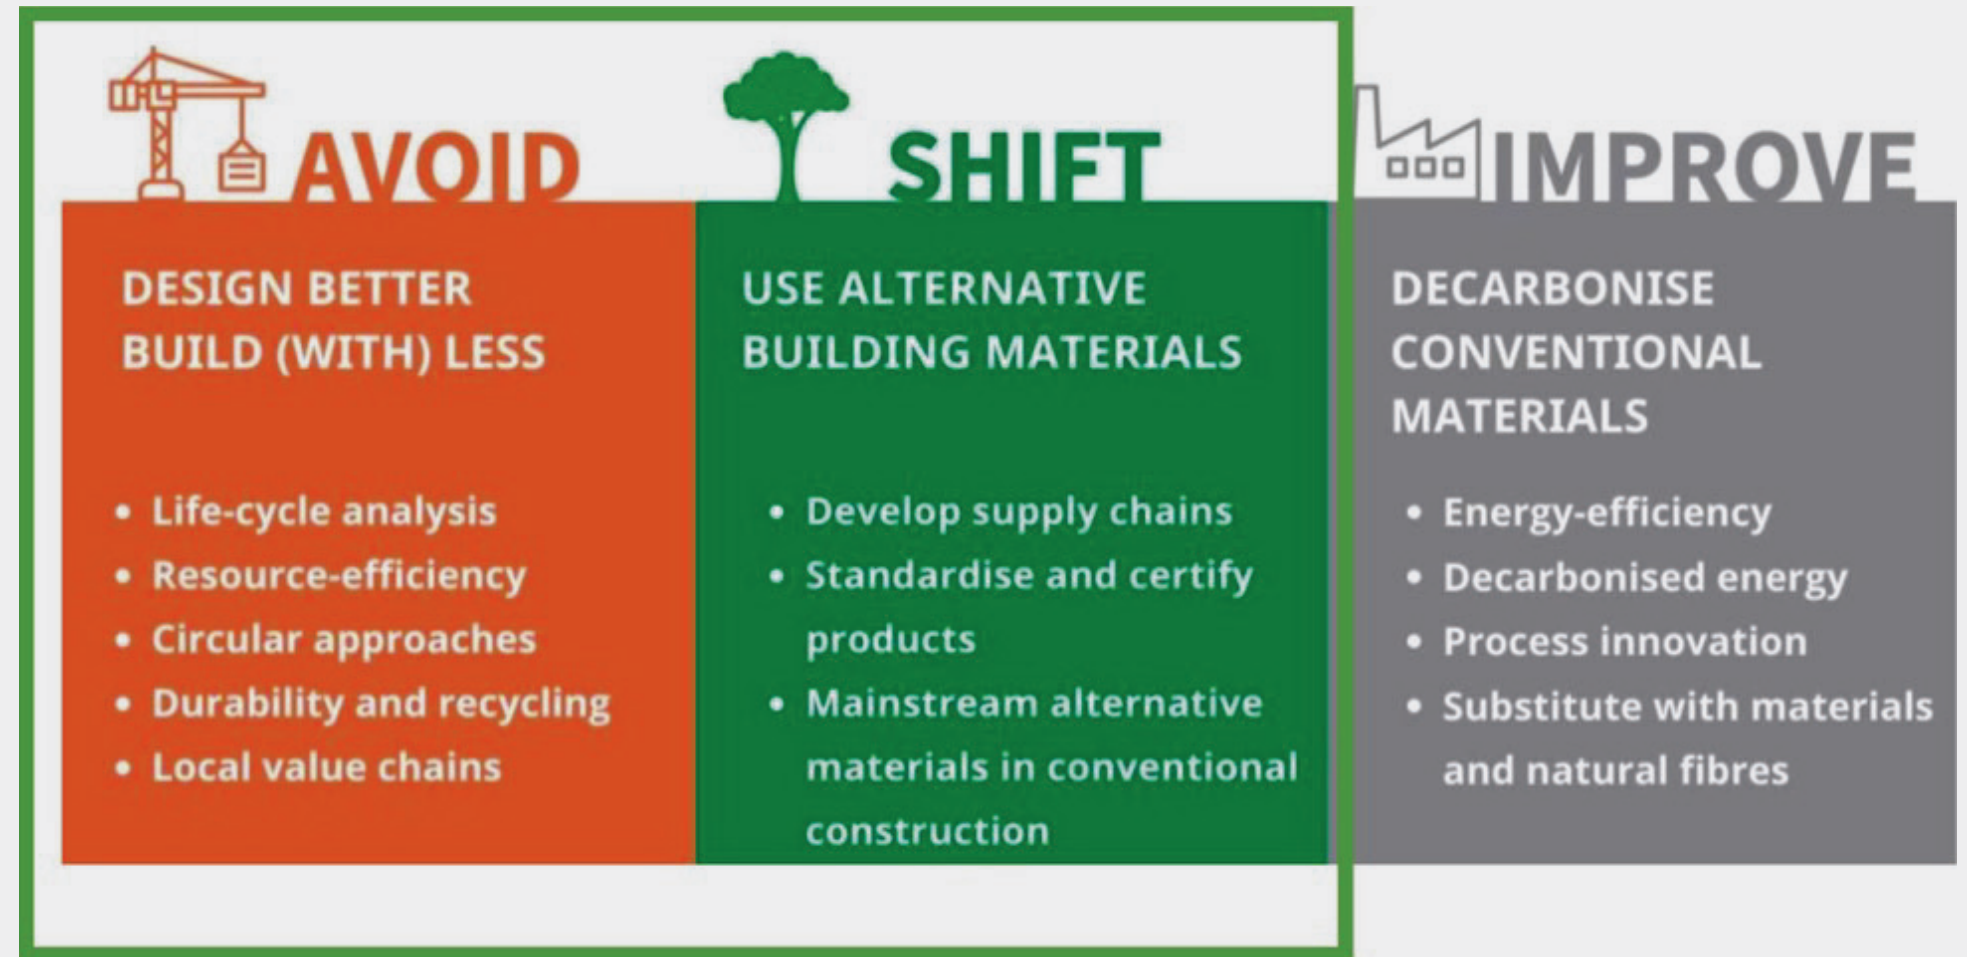 AVOID
DESIGN BETTER
BUILD (WITH) LESS
• Life-cycle analysis
• Resource-efficiency
• Circular approaches
• Durability and recycling
• Local value chains
SHIFT
USE ALTERNATIVE
BUILDING MATERIALS
• Develop supply chains
• Standardise and certify
products
• Mainstream alternative
materials in conventional
construction
IMPROVE
DECARBONISE
CONVENTIONAL
MATERIALS
• Energy-efficiency
• Decarbonised energy
• Process innovation
• Substitute with materials
and natural fibres